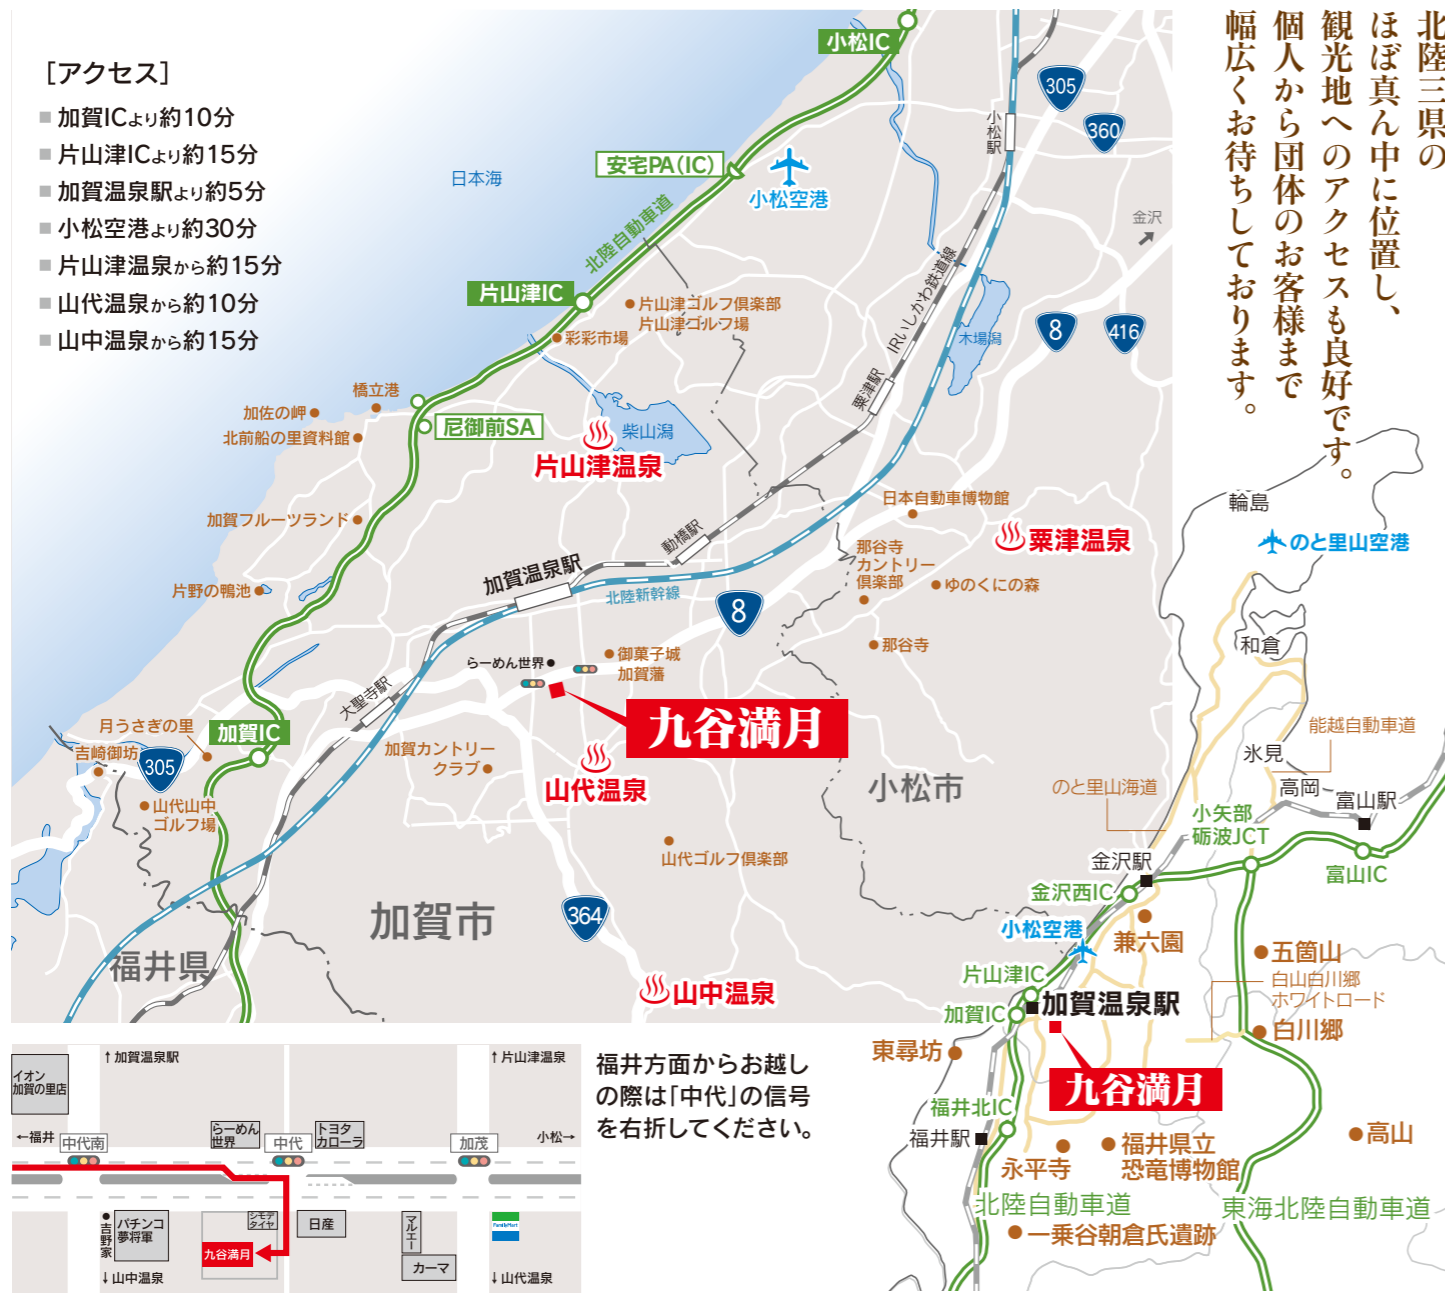 北陸三県の
ほぼ真ん中に位置し、
観光地へのアクセスも良好です。
個人から団体のお客様まで
幅広くお待ちしております。
［アクセス］
加賀ICより約10分
片山津ICより約15分
加賀温泉駅より約5分
小松空港より約30分
片山津温泉から約15分
山代温泉から約10分
山中温泉から約15分
小松IC
305
360
小松駅
安宅PA(IC)
小松空港
日本海
北陸自動車道
金沢
片山津IC
片山津ゴルフ倶楽部
片山津ゴルフ場
彩彩市場
IRいしかわ鉄道線
木場潟
8
416
粟津駅
橋立港
加佐の岬
北前船の里資料館
尼御前SA
柴山潟
片山津温泉
日本自動車博物館
粟津温泉
加賀フルーツランド
動橋駅
加賀温泉駅
那谷寺
カントリー
倶楽部
ゆのくにの森
片野の鴨池
北陸新幹線
8
那谷寺
らーめん世界
御菓子城
加賀藩
大聖寺駅
九谷満月
月うさぎの里
加賀IC
吉崎御坊
305
加賀カントリー
クラブ
山代温泉
小松市
山代山中
ゴルフ場
山代ゴルフ倶楽部
加賀市
364
福井県
山中温泉
輪島
のと里山空港
和倉
能越自動車道
氷見
のと里山海道
高岡
富山駅
小矢部
砺波JCT
金沢駅
富山IC
金沢西IC
小松空港
兼六園
五箇山
片山津IC
白山白川郷
ホワイトロード
加賀温泉駅
加賀IC
白川郷
東尋坊
九谷満月
福井北IC
福井駅
高山
永平寺
福井県立
恐竜博物館
北陸自動車道
東海北陸自動車道
一乗谷朝倉氏遺跡
↑加賀温泉駅
↑片山津温泉
イオン
加賀の里店
←福井
中代南
らーめん
世界
中代
トヨタ
カローラ
加茂
小松→
吉野家
パチンコ
夢将軍
シモデ
タイヤ
日産
マルエー
FamilyMart
九谷満月
カーマ
↓山中温泉
↓山代温泉
福井方面からお越し
の際は「中代」の信号
を右折してください。